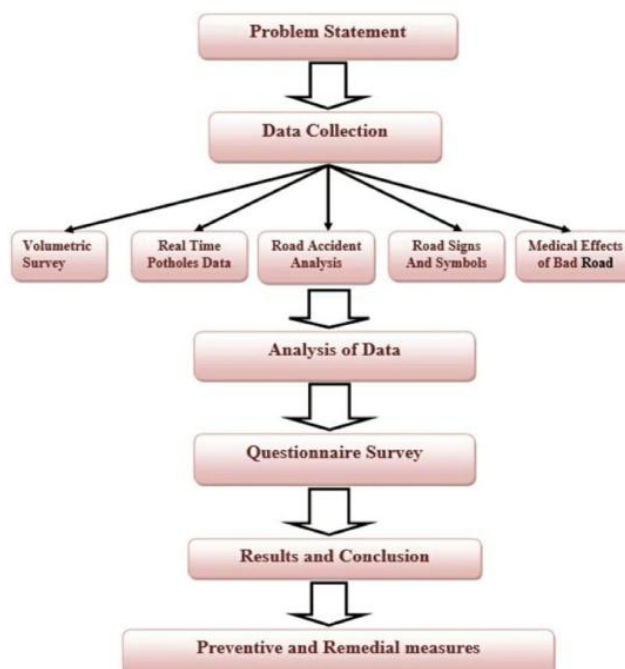 Problem Statement
Data Collection
Volumetric
Survey
Real Time
Potholes Data
Road Accident
Analysis
Road Signs
And Symbols
Medical Effects
of Bad Road
Analysis of Data
Questionnaire Survey
Results and Conclusion
Preventive and Remedial measures